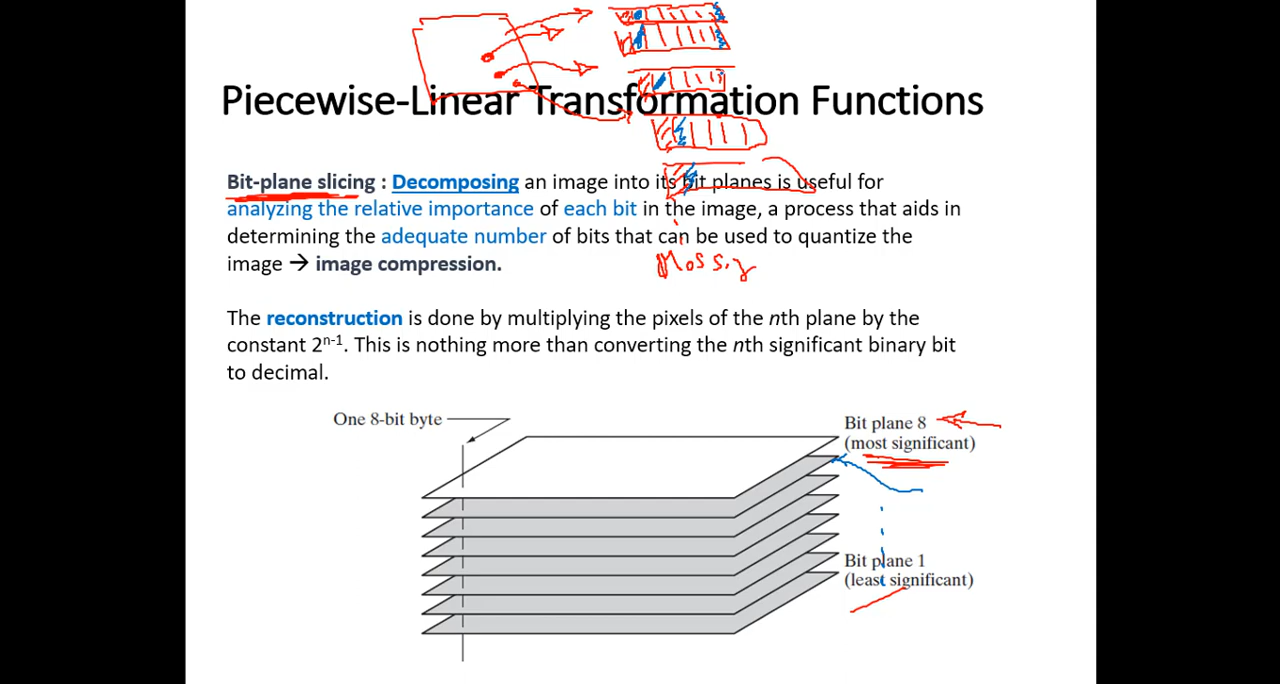 Piecewise-Linear Transformation Functions
Bit-plane slicing : Decomposing an image into its bit planes is useful for
analyzing the relative importance of each bit in the image, a process that aids in
determining the adequate number of bits that can be used to quantize the
image → image compression.
Mos sig
The reconstruction is done by multiplying the pixels of the nth plane by the
constant 2ⁿ⁻¹. This is nothing more than converting the nth significant binary bit
to decimal.
One 8-bit byte
Bit plane 8
(most significant)
Bit plane 1
(least significant)